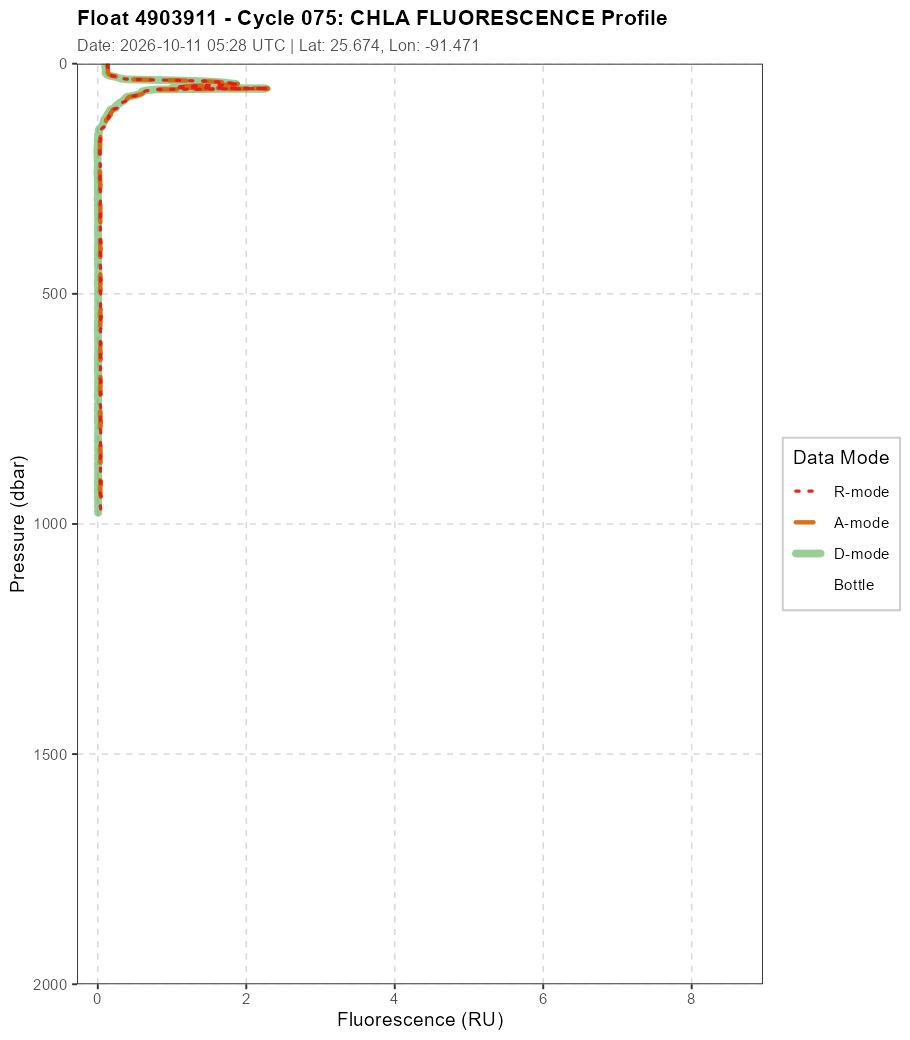 Float 4903911 - Cycle 075: CHLA FLUORESCENCE Profile
Date: 2026-10-11 05:28 UTC | Lat: 25.674, Lon: -91.471
0
500
1000
1500
2000
Pressure (dbar)
0 2 4 6 8
Fluorescence (RU)
Data Mode
R-mode
A-mode
D-mode
Bottle